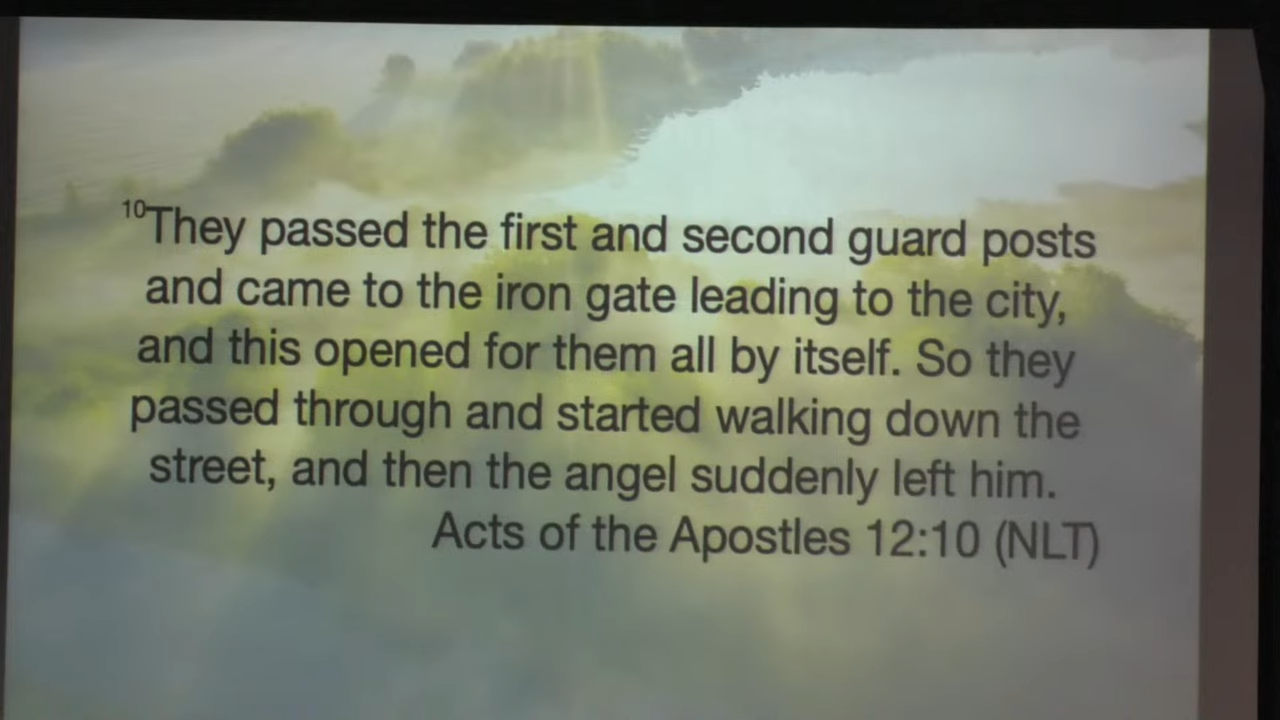 10They passed the first and second guard posts
and came to the iron gate leading to the city,
and this opened for them all by itself. So they
passed through and started walking down the
street, and then the angel suddenly left him.
Acts of the Apostles 12:10 (NLT)